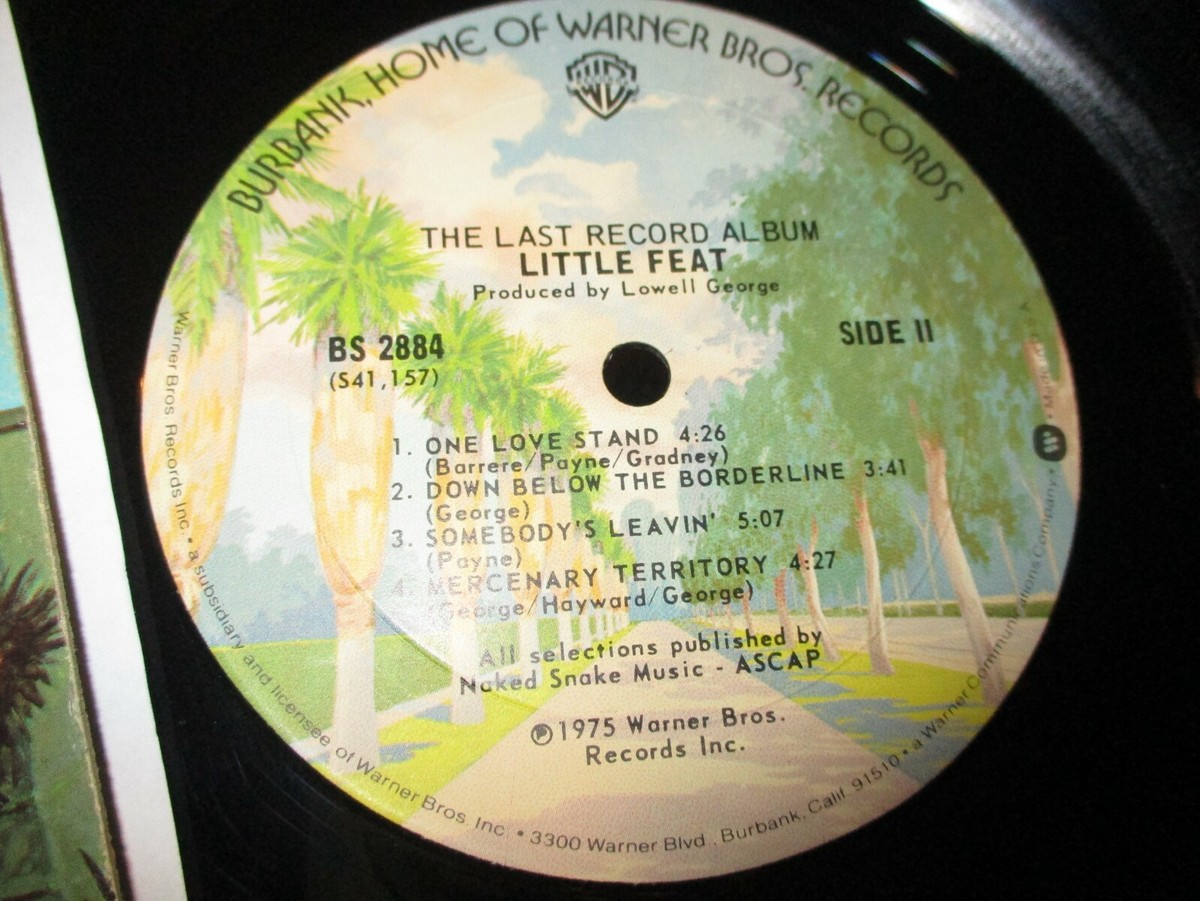 BURBANK, HOME OF WARNER BROS. RECORDS
THE LAST RECORD ALBUM
LITTLE FEAT
Produced by Lowell George
BS 2884
(S41,157)
SIDE II
1. ONE LOVE STAND 4:26
(Barrere/Payne/Gradney)
2. DOWN BELOW THE BORDERLINE 3:41
(George)
3. SOMEBODY'S LEAVIN' 5:07
(Payne)
4. MERCENARY TERRITORY 4:27
(George/Hayward/George)
All selections published by
Naked Snake Music - ASCAP
℗1975 Warner Bros.
Records Inc.
Warner Bros Records Inc. • a subsidiary and licensee of Warner Bros. Inc. • 3300 Warner Blvd., Burbank, Calif. 91510 • a Warner Communications Company •